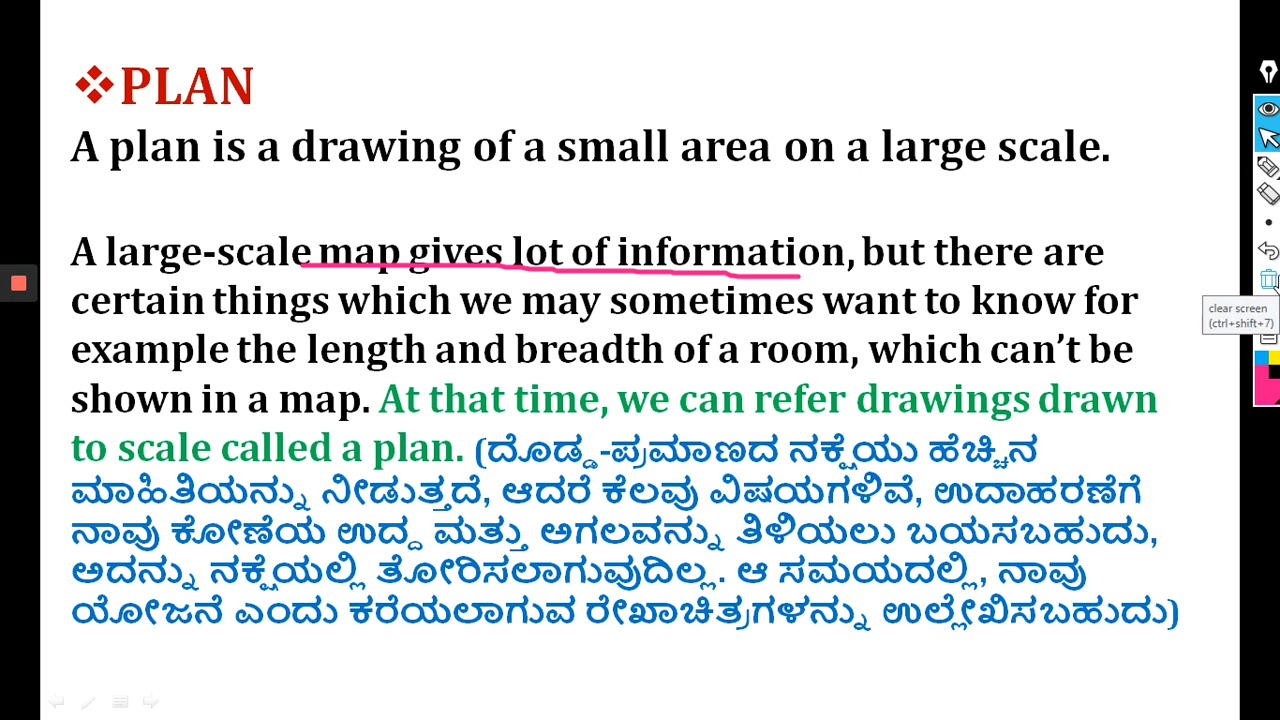 ❖PLAN
A plan is a drawing of a small area on a large scale.
A large-scale map gives lot of information, but there are
certain things which we may sometimes want to know for
example the length and breadth of a room, which can't be
shown in a map. At that time, we can refer drawings drawn
to scale called a plan. (ದೊಡ್ಡ-ಪ್ರಮಾಣದ ನಕ್ಷೆಯು ಹೆಚ್ಚಿನ
ಮಾಹಿತಿಯನ್ನು ನೀಡುತ್ತದೆ, ಆದರೆ ಕೆಲವು ವಿಷಯಗಳಿವೆ, ಉದಾಹರಣೆಗೆ
ನಾವು ಕೋಣೆಯ ಉದ್ದ ಮತ್ತು ಅಗಲವನ್ನು ತಿಳಿಯಲು ಬಯಸಬಹುದು,
ಅದನ್ನು ನಕ್ಷೆಯಲ್ಲಿ ತೋರಿಸಲಾಗುವುದಿಲ್ಲ. ಆ ಸಮಯದಲ್ಲಿ, ನಾವು
ಯೋಜನೆ ಎಂದು ಕರೆಯಲಾಗುವ ರೇಖಾಚಿತ್ರಗಳನ್ನು ಉಲ್ಲೇಖಿಸಬಹುದು)
clear screen
(ctrl+shift+7)